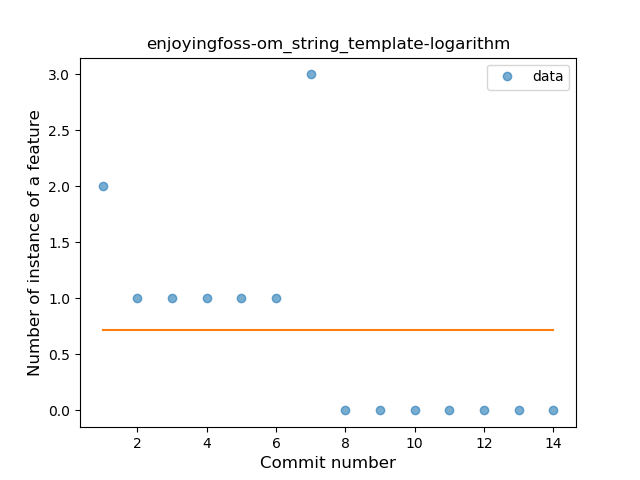 enjoyingfoss-om_string_template-logarithm
data
Number of instance of a feature
3.0
2.5
2.0
1.5
1.0
0.5
0.0
2 4 6 8 10 12 14
Commit number